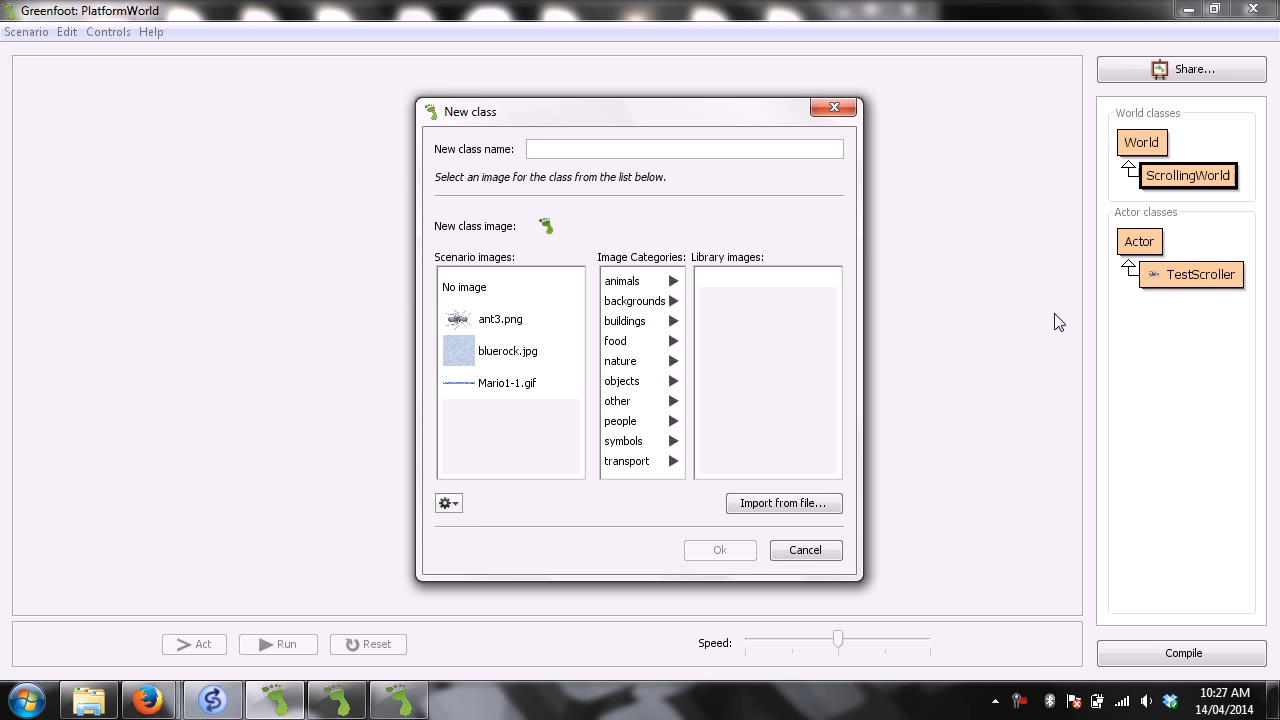 Greenfoot: PlatformWorld
Scenario Edit Controls Help
Share...
World classes
World
ScrollingWorld
Actor classes
Actor
TestScroller
New class
New class name:
Select an image for the class from the list below.
New class image:
Scenario images:
No image
ant3.png
bluerock.jpg
Mario1-1.gif
Image Categories:
animals
backgrounds
buildings
food
nature
objects
other
people
symbols
transport
Library images:
Import from file...
Ok
Cancel
Act
Run
Reset
Speed:
Compile
10:27 AM
14/04/2014